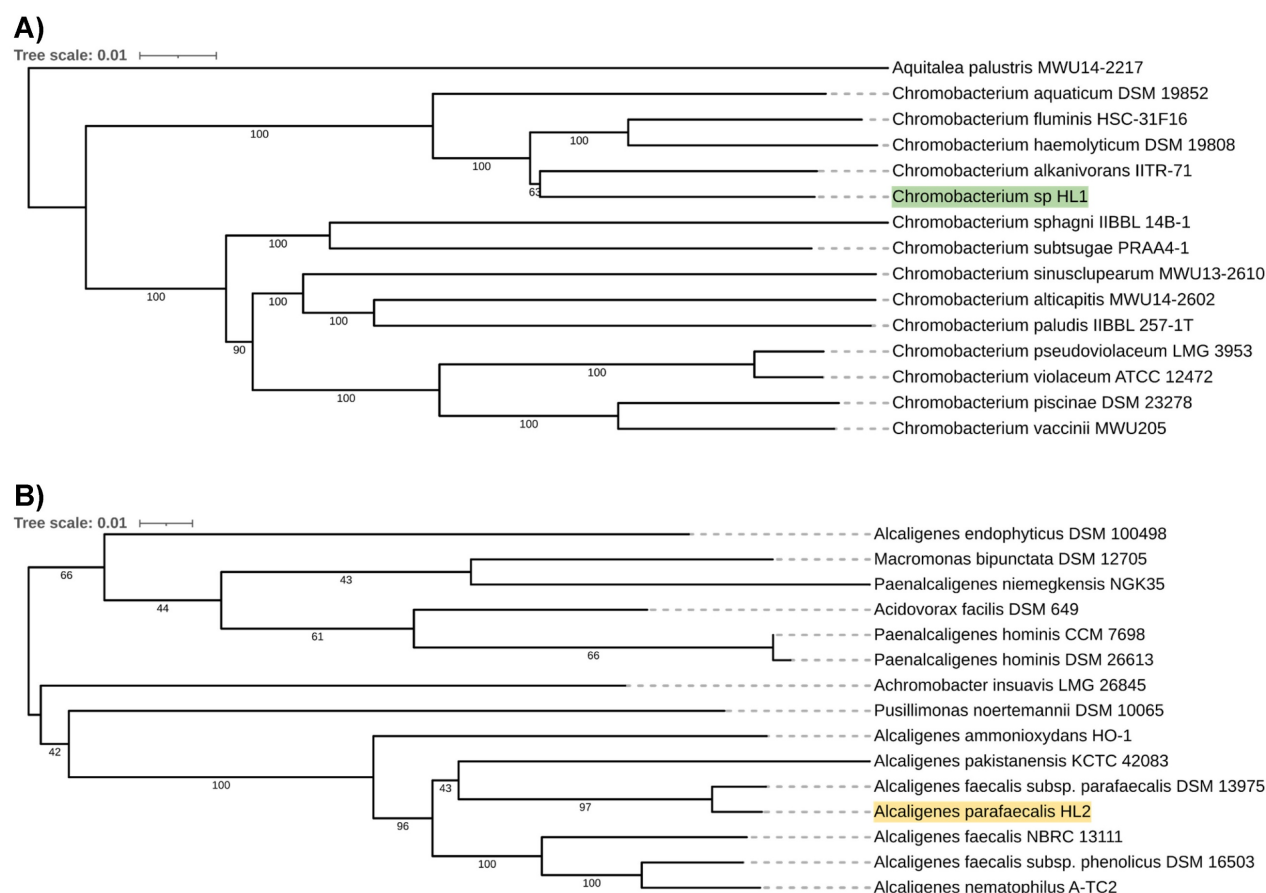 A)
Tree scale: 0.01
Aquitalea palustris MWU14-2217
Chromobacterium aquaticum DSM 19852
100
Chromobacterium fluminis HSC-31F16
100
Chromobacterium haemolyticum DSM 19808
100
Chromobacterium alkanivorans IITR-71
63
Chromobacterium sp HL1
Chromobacterium sphagni IIBBL 14B-1
100
Chromobacterium subtsugae PRAA4-1
Chromobacterium sinusclupearum MWU13-2610
100
100
Chromobacterium alticapitis MWU14-2602
100
Chromobacterium paludis IIBBL 257-1T
90
Chromobacterium pseudoviolaceum LMG 3953
100
Chromobacterium violaceum ATCC 12472
100
Chromobacterium piscinae DSM 23278
100
Chromobacterium vaccinii MWU205
B)
Tree scale: 0.01
Alcaligenes endophyticus DSM 100498
Macromonas bipunctata DSM 12705
66
43
Paenalcaligenes niemegkensis NGK35
44
Acidovorax facilis DSM 649
61
Paenalcaligenes hominis CCM 7698
66
Paenalcaligenes hominis DSM 26613
Achromobacter insuavis LMG 26845
Pusillimonas noertemannii DSM 10065
42
Alcaligenes ammonioxydans HO-1
Alcaligenes pakistanensis KCTC 42083
100
43
Alcaligenes faecalis subsp. parafaecalis DSM 13975
97
Alcaligenes parafaecalis HL2
96
Alcaligenes faecalis NBRC 13111
100
Alcaligenes faecalis subsp. phenolicus DSM 16503
100
Alcaligenes nematophilus A-TC2